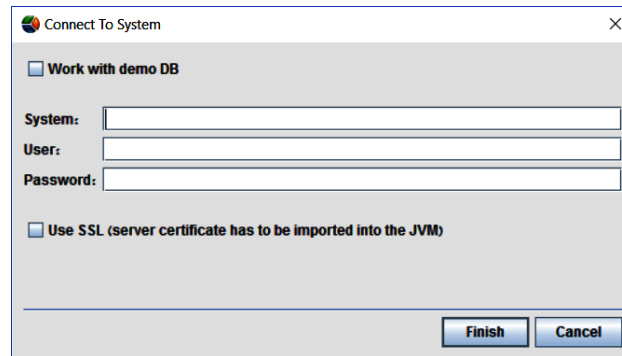 Connect To System
Work with demo DB
System:
User:
Password:
Use SSL (server certificate has to be imported into the JVM)
Finish Cancel